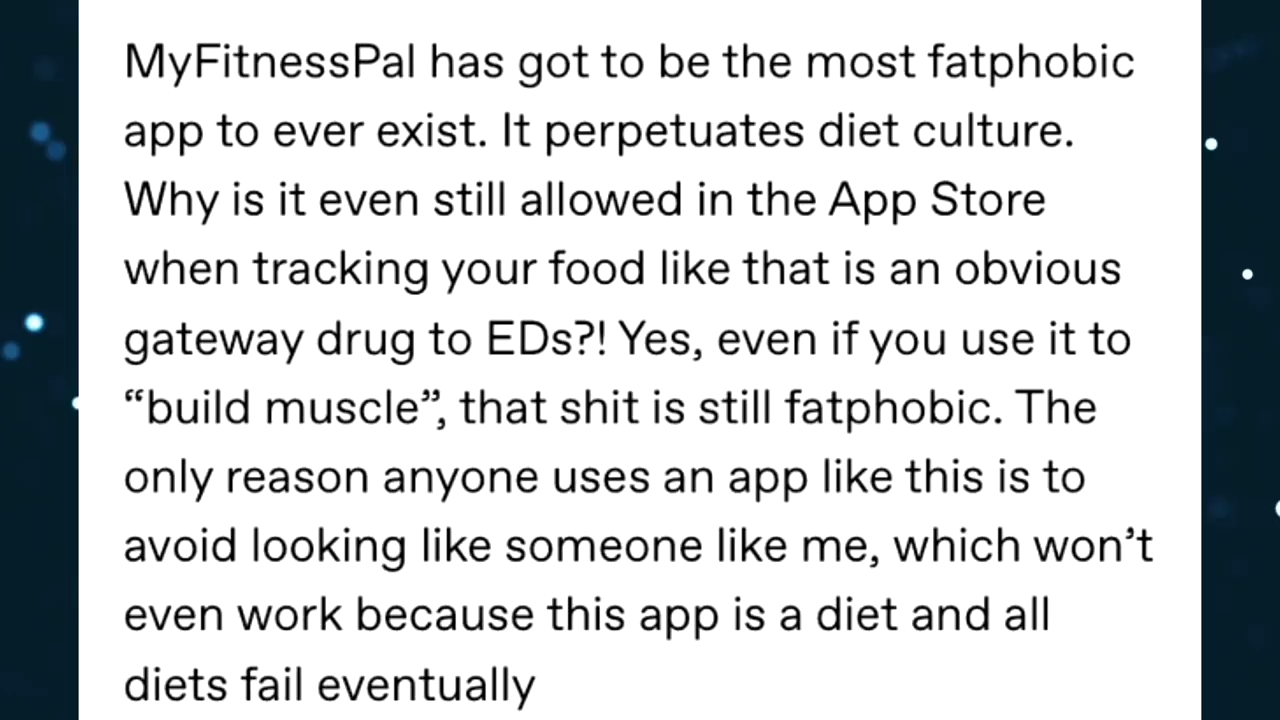 MyFitnessPal has got to be the most fatphobic
app to ever exist. It perpetuates diet culture.
Why is it even still allowed in the App Store
when tracking your food like that is an obvious
gateway drug to EDs?! Yes, even if you use it to
“build muscle”, that shit is still fatphobic. The
only reason anyone uses an app like this is to
avoid looking like someone like me, which won’t
even work because this app is a diet and all
diets fail eventually